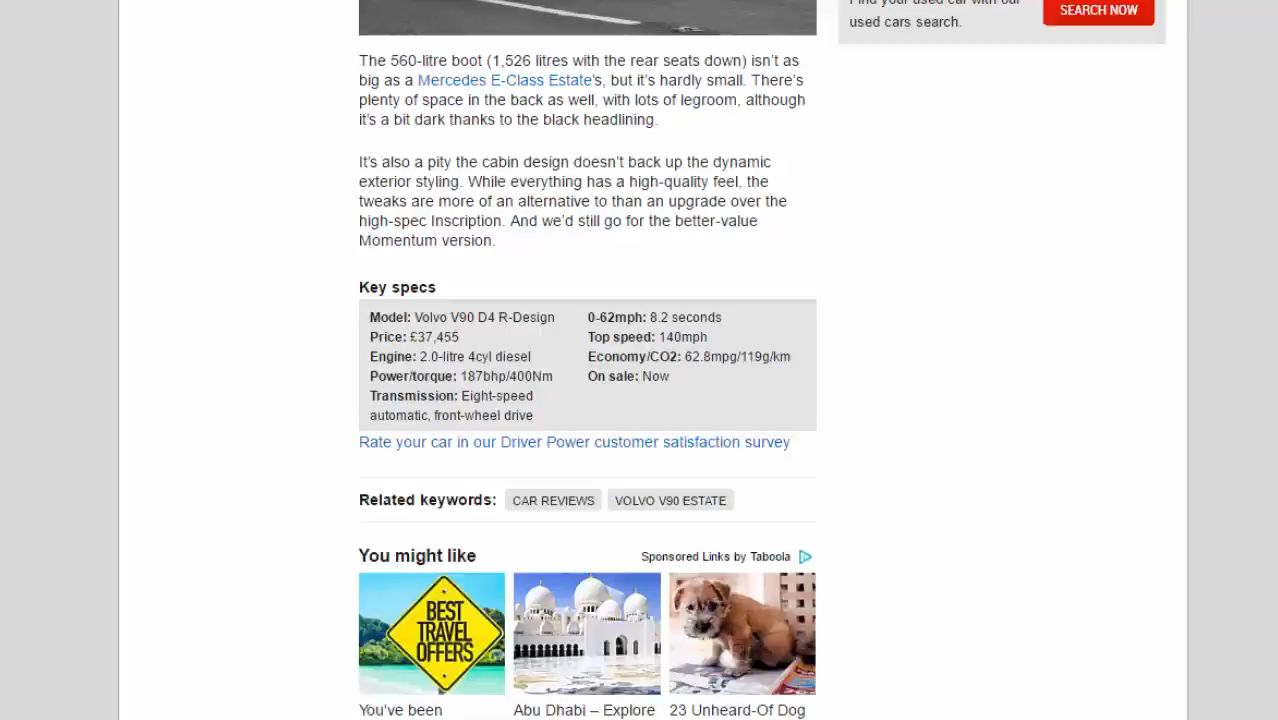 Find your used car with our
used cars search.
SEARCH NOW
The 560-litre boot (1,526 litres with the rear seats down) isn't as
big as a Mercedes E-Class Estate's, but it's hardly small. There's
plenty of space in the back as well, with lots of legroom, although
it's a bit dark thanks to the black headlining.
It's also a pity the cabin design doesn't back up the dynamic
exterior styling. While everything has a high-quality feel, the
tweaks are more of an alternative to than an upgrade over the
high-spec Inscription. And we'd still go for the better-value
Momentum version.
Key specs
Model: Volvo V90 D4 R-Design
Price: £37,455
Engine: 2.0-litre 4cyl diesel
Power/torque: 187bhp/400Nm
Transmission: Eight-speed
automatic, front-wheel drive
0-62mph: 8.2 seconds
Top speed: 140mph
Economy/CO2: 62.8mpg/119g/km
On sale: Now
Rate your car in our Driver Power customer satisfaction survey
Related keywords: CAR REVIEWS VOLVO V90 ESTATE
You might like
Sponsored Links by Taboola
BEST
TRAVEL
OFFERS
You've been
Abu Dhabi – Explore
23 Unheard-Of Dog